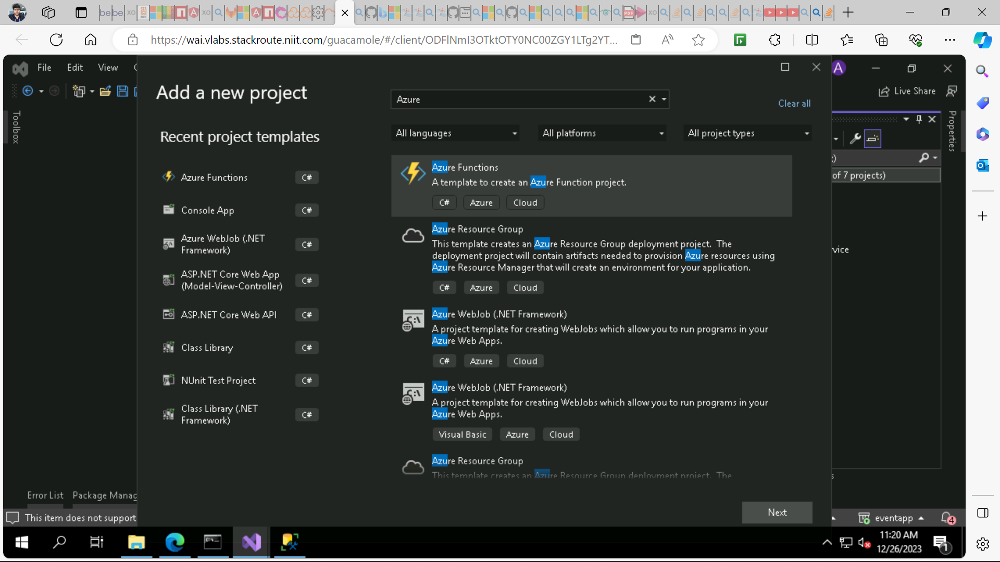 https://wai.vlabs.stackroute.niit.com/guacamole/#/client/ODFlNmI3OTktOTY0NC00ZGY1LTg2YT...
File Edit View
Live Share
Toolbox
Properties
Add a new project
Azure
Clear all
All languages
All platforms
All project types
Recent project templates
Azure Functions C#
Console App C#
Azure WebJob (.NET
Framework) C#
ASP.NET Core Web App
(Model-View-Controller) C#
ASP.NET Core Web API C#
Class Library C#
NUnit Test Project C#
Class Library (.NET
Framework) C#
Azure Functions
A template to create an Azure Function project.
C# Azure Cloud
Azure Resource Group
This template creates an Azure Resource Group deployment project. The
deployment project will contain artifacts needed to provision Azure resources using
Azure Resource Manager that will create an environment for your application.
C# Azure Cloud
Azure WebJob (.NET Framework)
A project template for creating WebJobs which allow you to run programs in your
Azure Web Apps.
C# Azure Cloud
Azure WebJob (.NET Framework)
A project template for creating WebJobs which allow you to run programs in your
Azure Web Apps.
Visual Basic Azure Cloud
Azure Resource Group
This template creates an Azure Resource Group deployment project. The
Next
of 7 projects)
vice
Error List Package Manag
This item does not support
eventapp
4
11:20 AM
12/26/2023
1